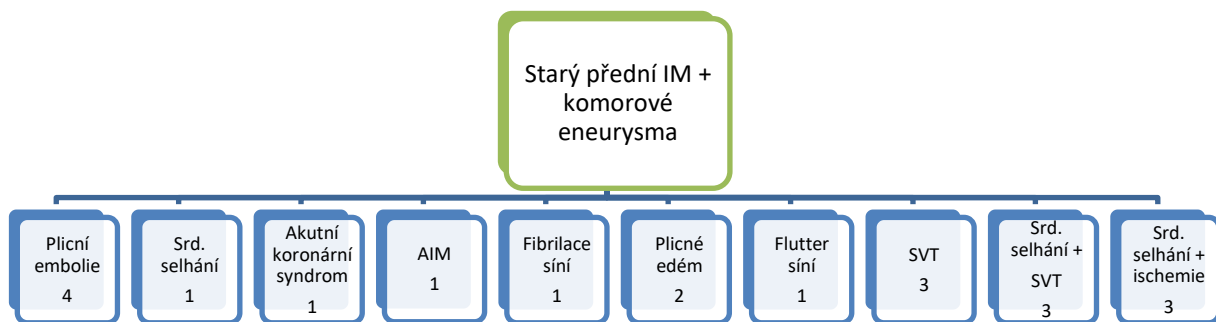 Starý přední IM +
komorové
eneurysma
Plicní
embolie
4
Srd.
selhání
1
Akutní
koronární
syndrom
1
AIM
1
Fibrilace
síní
1
Plicné
edém
2
Flutter
síní
1
SVT
3
Srd.
selhání +
SVT
3
Srd.
selhání +
ischemie
3